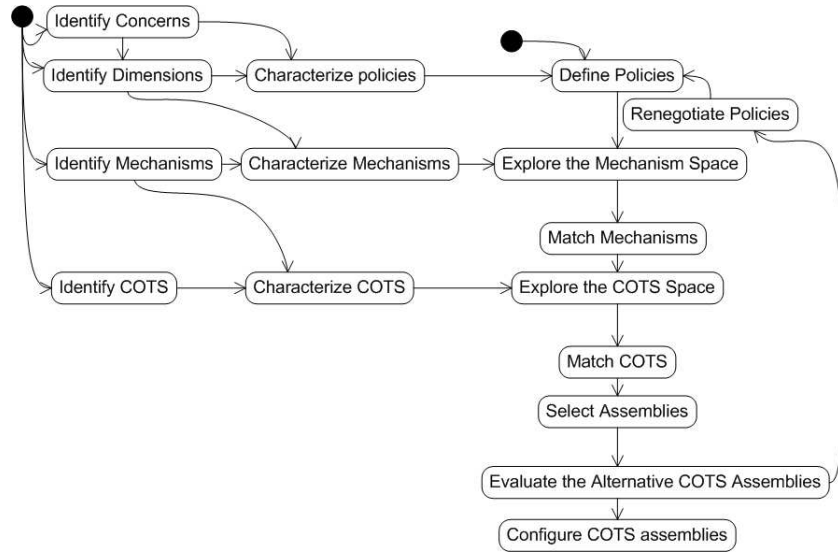 Identify Concerns
Identify Dimensions
Characterize policies
Define Policies
Renegotiate Policies
Identify Mechanisms
Characterize Mechanisms
Explore the Mechanism Space
Match Mechanisms
Identify COTS
Characterize COTS
Explore the COTS Space
Match COTS
Select Assemblies
Evaluate the Alternative COTS Assemblies
Configure COTS assemblies